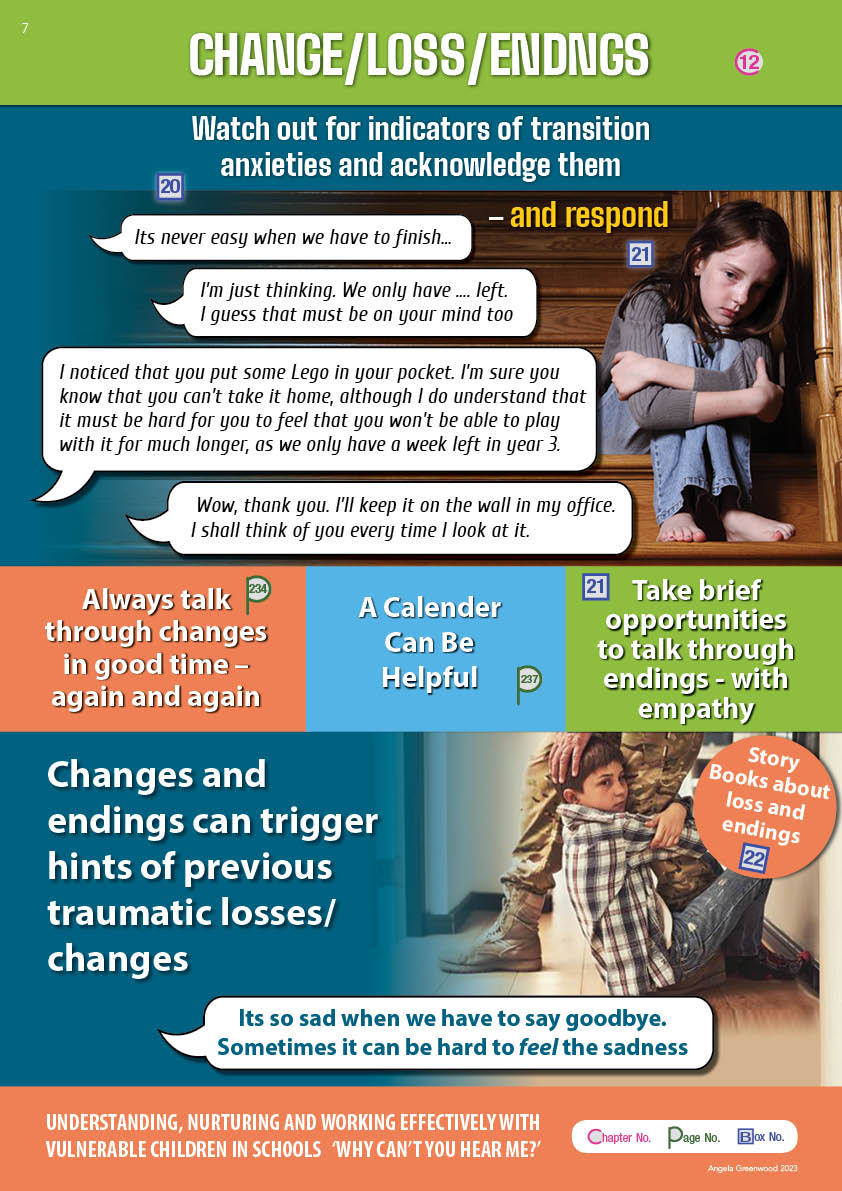 7
CHANGE/LOSS/ENDNGS
12
Watch out for indicators of transition
anxieties and acknowledge them
20
– and respond
21
Its never easy when we have to finish...
I'm just thinking. We only have .... left.
I guess that must be on your mind too
I noticed that you put some Lego in your pocket. I'm sure you
know that you can't take it home, although I do understand that
it must be hard for you to feel that you won't be able to play
with it for much longer, as we only have a week left in year 3.
Wow, thank you. I'll keep it on the wall in my office.
I shall think of you every time I look at it.
Always talk
through changes
in good time –
again and again
234
A Calender
Can Be
Helpful
237
21
Take brief
opportunities
to talk through
endings - with
empathy
Changes and
endings can trigger
hints of previous
traumatic losses/
changes
Story
Books about
loss and
endings
22
Its so sad when we have to say goodbye.
Sometimes it can be hard to feel the sadness
UNDERSTANDING, NURTURING AND WORKING EFFECTIVELY WITH
VULNERABLE CHILDREN IN SCHOOLS 'WHY CAN'T YOU HEAR ME?'
Chapter No. Page No. Box No.
Angela Greenwood 2023